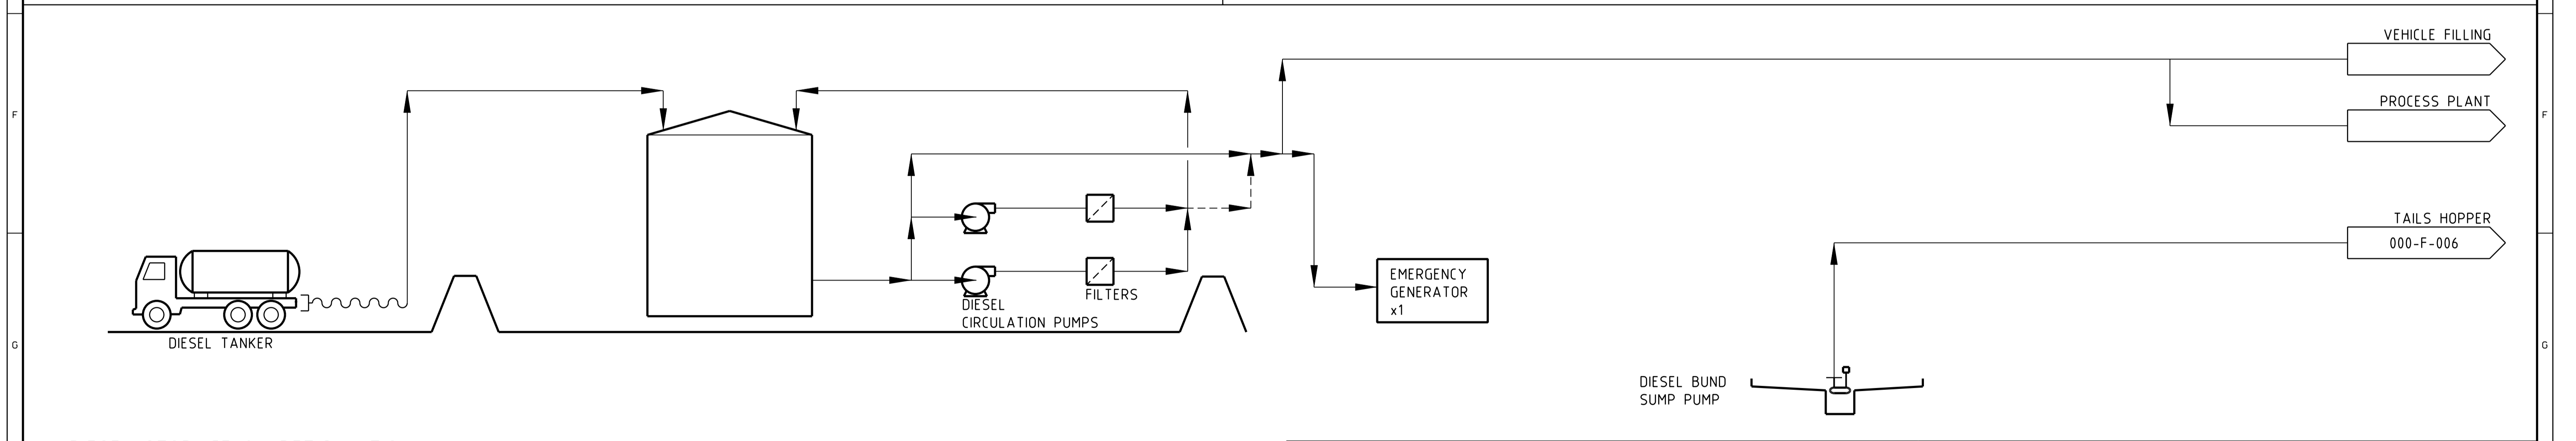 VEHICLE FILLING
F
PROCESS PLANT
F
TAILS HOPPER
000-F-006
EMERGENCY
GENERATOR
x1
FILTERS
DIESEL
CIRCULATION PUMPS
DIESEL TANKER
G
G
DIESEL BUND
SUMP PUMP